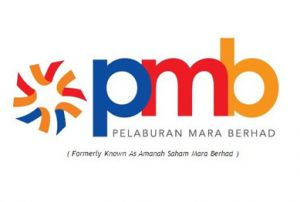 pmb
PELABURAN MARA BERHAD
( Formerly Known As Amanah Saham Mara Berhad )